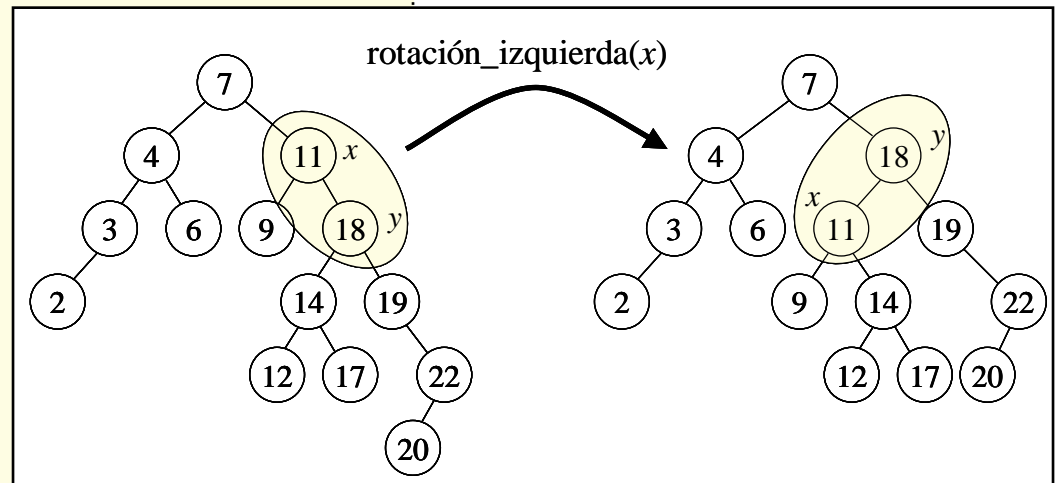 rotación_izquierda(x)
7 7
4 11 x 4 18 y
3 6 9 18 y 3 6 x 11 19
2 14 19 2 9 14 22
12 17 22 12 17 20
20